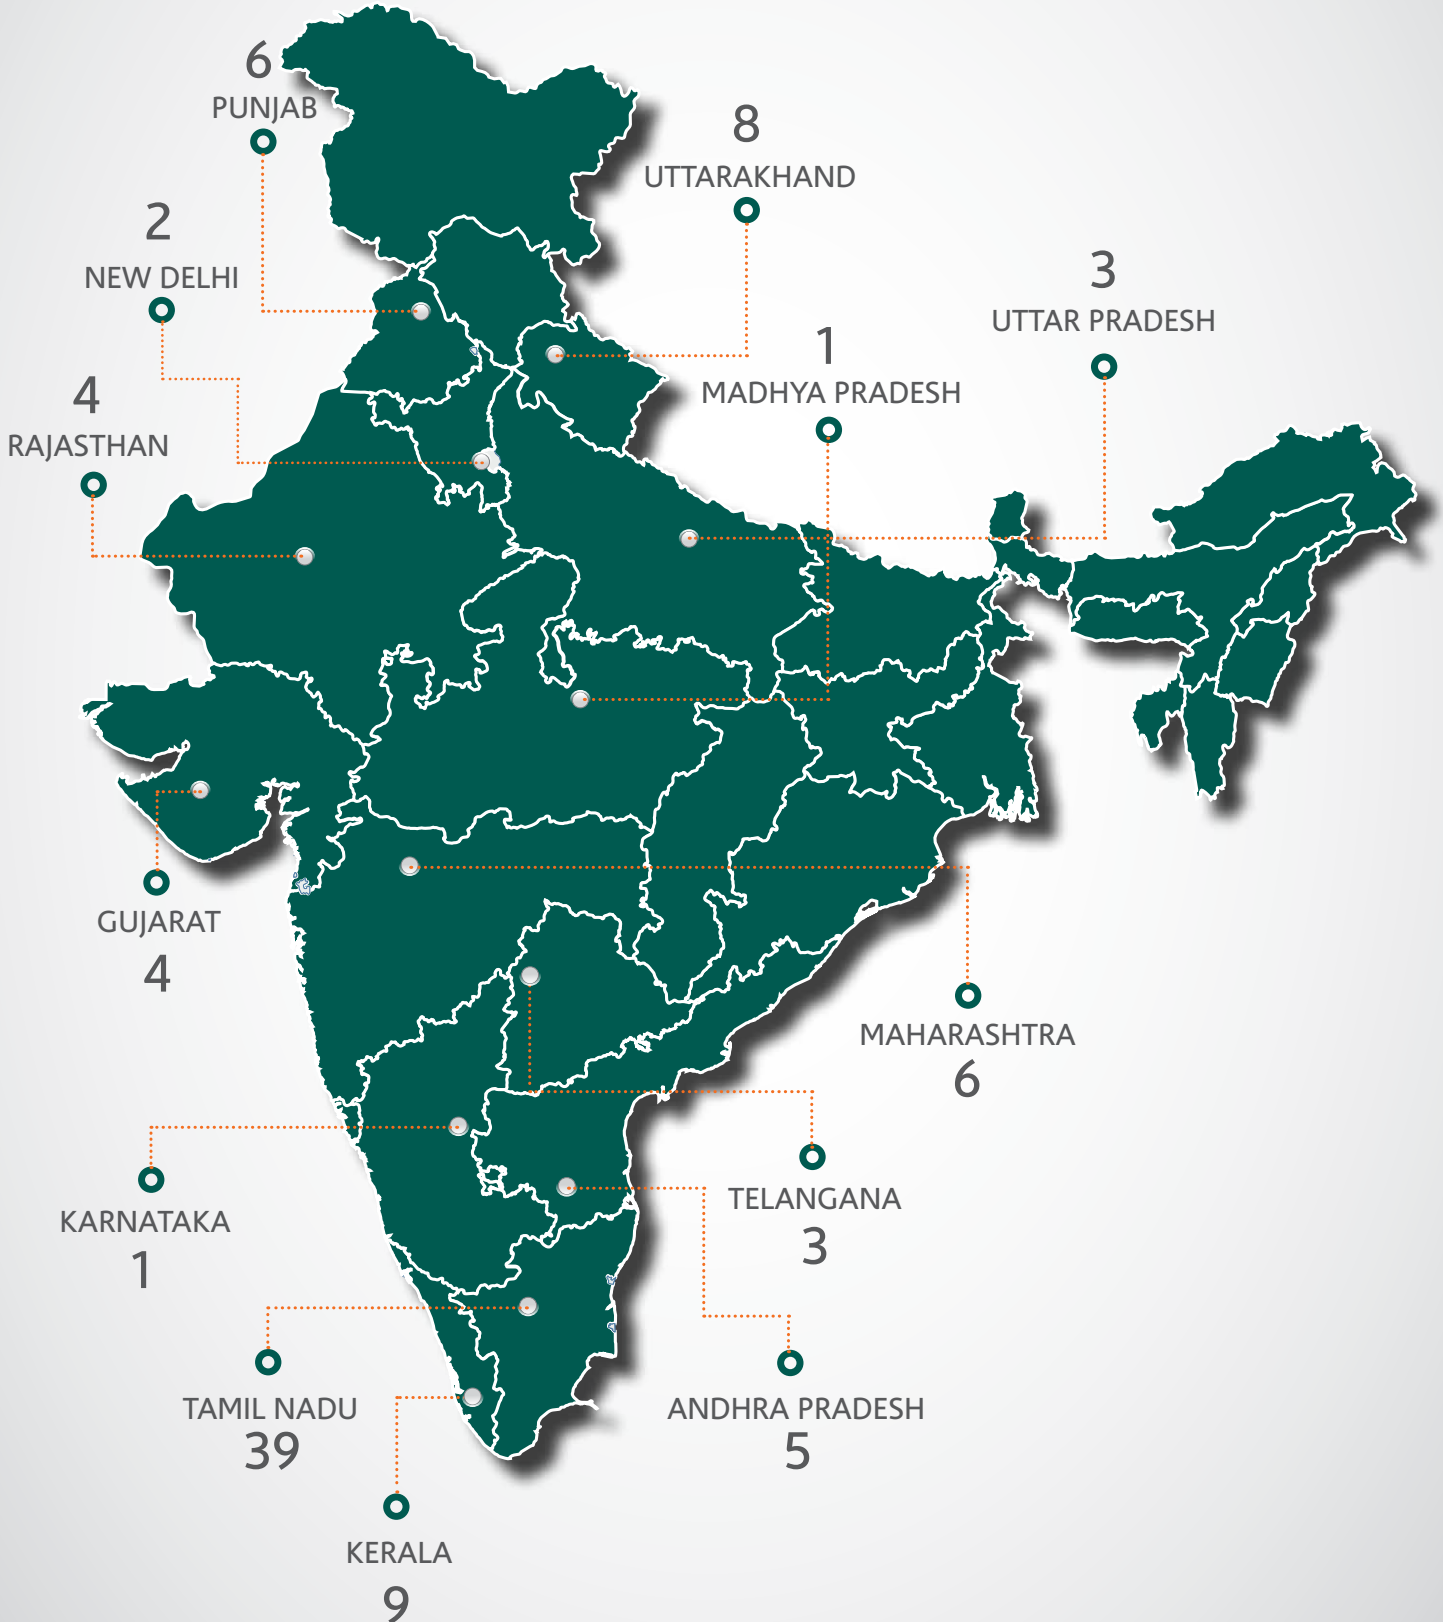 6
PUNJAB
8
UTTARAKHAND
2
NEW DELHI
3
UTTAR PRADESH
1
MADHYA PRADESH
4
RAJASTHAN
GUJARAT
4
MAHARASHTRA
6
TELANGANA
3
KARNATAKA
1
TAMIL NADU
39
ANDHRA PRADESH
5
KERALA
9